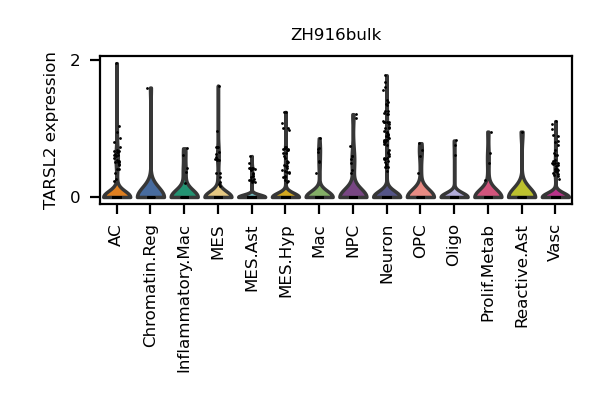 ZH916bulk
TARSL2 expression
2
0
AC
Chromatin.Reg
Inflammatory.Mac
MES
MES.Ast
MES.Hyp
Mac
NPC
Neuron
OPC
Oligo
Prolif.Metab
Reactive.Ast
Vasc